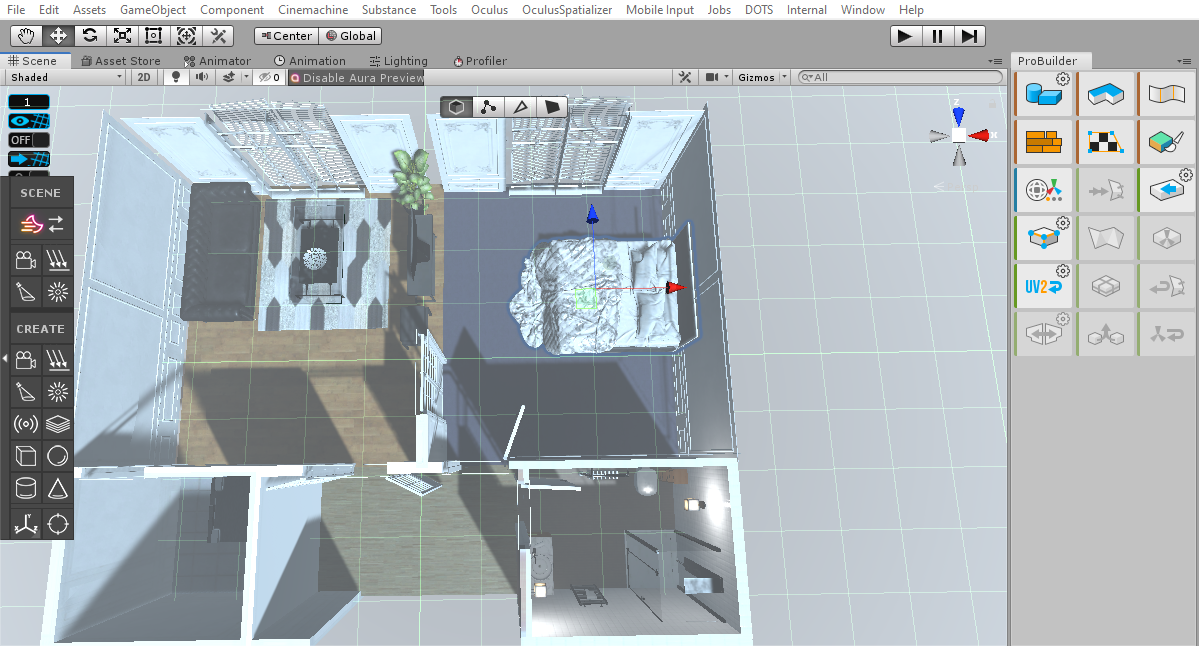 File Edit Assets GameObject Component Cinemachine Substance Tools Oculus OculusSpatializer Mobile Input Jobs DOTS Internal Window Help
Center Global
Scene Asset Store Animator Animation Lighting Profiler
ProBuilder
Shaded 2D 0 Disable Aura Preview Gizmos All
1
OFF
SCENE
CREATE
UV2
Y
X Z